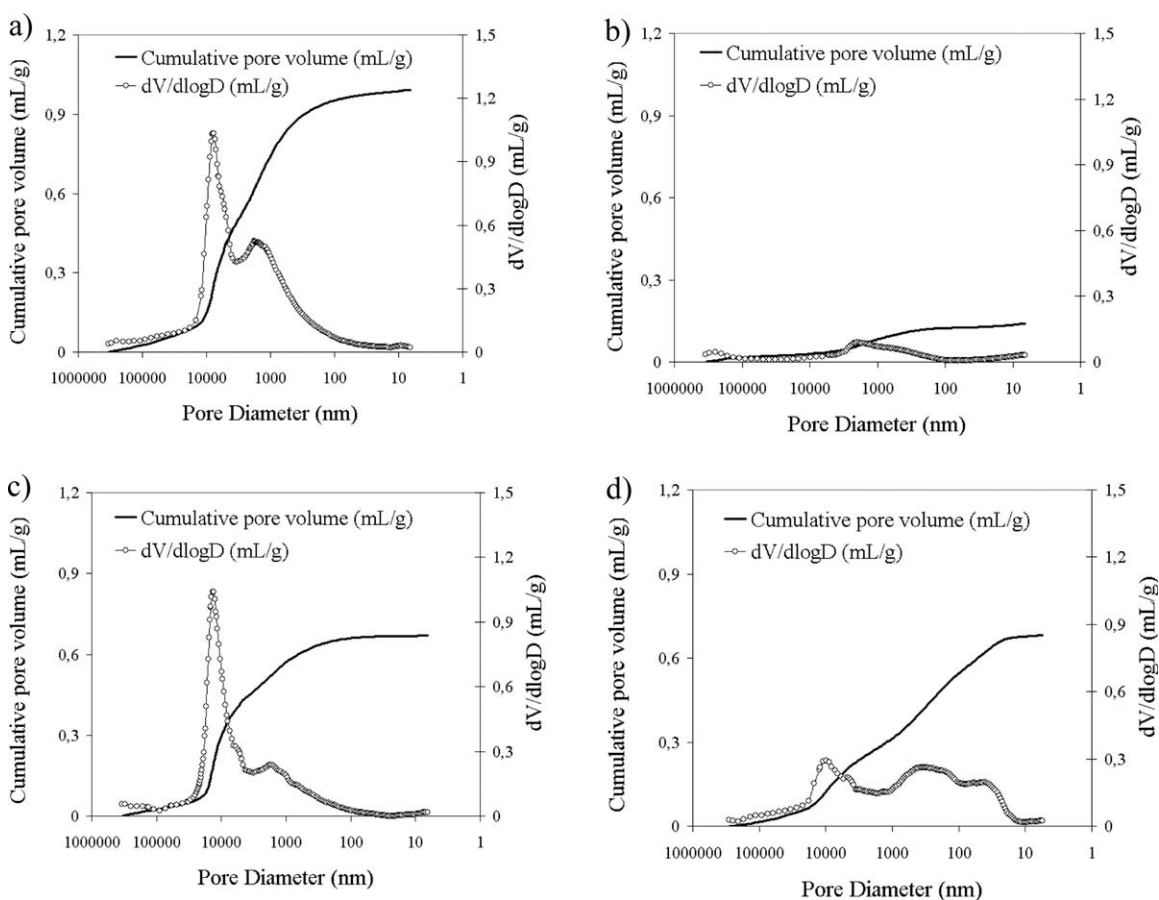 a)
Cumulative pore volume (mL/g)
dV/dlogD (mL/g)
Cumulative pore volume (mL/g)
1,2
0,9
0,6
0,3
0
1,5
1,2
0,9
0,6
0,3
0
dV/dlogD (mL/g)
1000000 100000 10000 1000 100 10 1
Pore Diameter (nm)
b)
Cumulative pore volume (mL/g)
dV/dlogD (mL/g)
Cumulative pore volume (mL/g)
1,2
0,9
0,6
0,3
0
1,5
1,2
0,9
0,6
0,3
0
dV/dlogD (mL/g)
1000000 100000 10000 1000 100 10 1
Pore Diameter (nm)
c)
Cumulative pore volume (mL/g)
dV/dlogD (mL/g)
Cumulative pore volume (mL/g)
1,2
0,9
0,6
0,3
0
1,5
1,2
0,9
0,6
0,3
0
dV/dlogD (mL/g)
1000000 100000 10000 1000 100 10 1
Pore Diameter (nm)
d)
Cumulative pore volume (mL/g)
dV/dlogD (mL/g)
Cumulative pore volume (mL/g)
1,2
0,9
0,6
0,3
0
1,5
1,2
0,9
0,6
0,3
0
dV/dlogD (mL/g)
1000000 100000 10000 1000 100 10 1
Pore Diameter (nm)